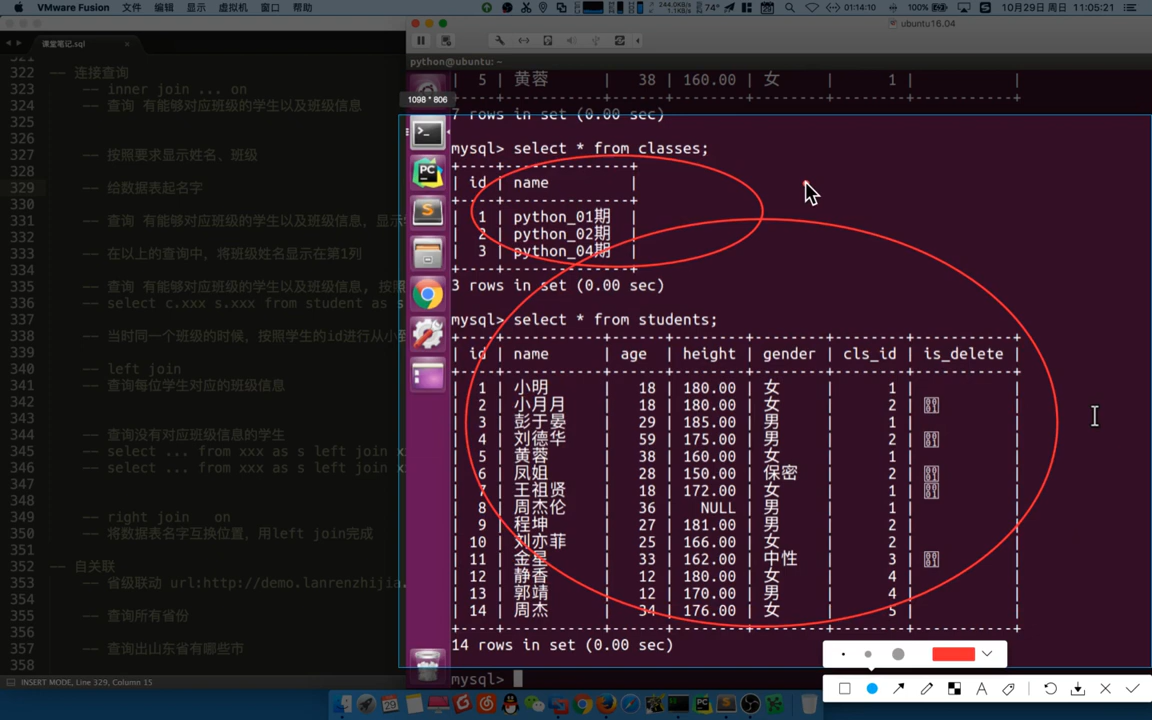 VMware Fusion 文件 编辑 显示 虚拟机 窗口 帮助
244.0KB/s
1.1KB/s
74° 01:14:10 100% 10月29日 周日 11:05:21
课堂笔记.sql
ubuntu16.04
python@ubuntu: ~
1098 * 806
321
322 -- 连接查询
323 -- inner join ... on
324 -- 查询 有能够对应班级的学生以及班级信息
325
326
327 -- 按照要求显示姓名、班级
328
329 -- 给数据表起名字
330
331 -- 查询 有能够对应班级的学生以及班级信息，显示
332
333 -- 在以上的查询中，将班级姓名显示在第1列
334
335 -- 查询 有能够对应班级的学生以及班级信息, 按照
336 -- select c.xxx s.xxx from student as s
337
338 -- 当时同一个班级的时候，按照学生的id进行从小到
339
340 -- left join
341 -- 查询每位学生对应的班级信息
342
343
344 -- 查询没有对应班级信息的学生
345 -- select ... from xxx as s left join x
346 -- select ... from xxx as s left join x
347
348
349 -- right join on
350 -- 将数据表名字互换位置，用left join完成
351
352 -- 自关联
353 -- 省级联动 url:http://demo.lanrenzhijia.
354
355 -- 查询所有省份
356
357 -- 查询出山东省有哪些市
358
INSERT MODE, Line 329, Column 15
| 5 | 黄蓉 | 38 | 160.00 | 女 | 1 | |
7 rows in set (0.00 sec)
mysql> select * from classes;
| id | name |
| 1 | python_01期 |
| 2 | python_02期 |
| 3 | python_04期 |
3 rows in set (0.00 sec)
mysql> select * from students;
| id | name | age | height | gender | cls_id | is_delete |
| 1 | 小明 | 18 | 180.00 | 女 | 1 | |
| 2 | 小月月 | 18 | 180.00 | 女 | 2 | |
| 3 | 彭于晏 | 29 | 185.00 | 男 | 1 | |
| 4 | 刘德华 | 59 | 175.00 | 男 | 2 | |
| 5 | 黄蓉 | 38 | 160.00 | 女 | 1 | |
| 6 | 凤姐 | 28 | 150.00 | 保密 | 2 | |
| 7 | 王祖贤 | 18 | 172.00 | 女 | 1 | |
| 8 | 周杰伦 | 36 | NULL | 男 | 1 | |
| 9 | 程坤 | 27 | 181.00 | 男 | 2 | |
| 10 | 刘亦菲 | 25 | 166.00 | 女 | 2 | |
| 11 | 金星 | 33 | 162.00 | 中性 | 3 | |
| 12 | 静香 | 12 | 180.00 | 女 | 4 | |
| 13 | 郭靖 | 12 | 170.00 | 男 | 4 | |
| 14 | 周杰 | 34 | 176.00 | 女 | 5 | |
14 rows in set (0.00 sec)
mysql>